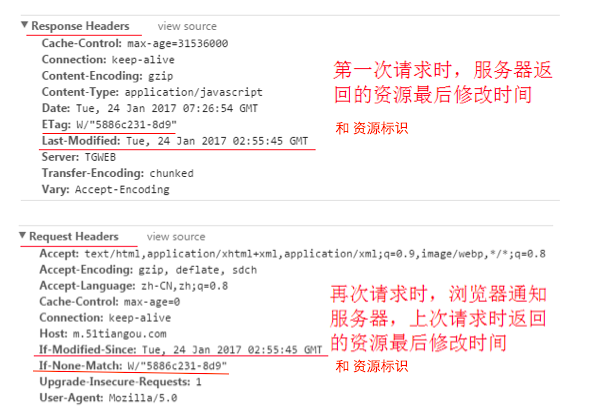 Response Headers view source
Cache-Control: max-age=31536000
Connection: keep-alive
Content-Encoding: gzip
Content-Type: application/javascript
Date: Tue, 24 Jan 2017 07:26:54 GMT
ETag: W/"5886c231-8d9"
Last-Modified: Tue, 24 Jan 2017 02:55:45 GMT
Server: TGWEB
Transfer-Encoding: chunked
Vary: Accept-Encoding
第一次请求时，服务器返
回的资源最后修改时间
和 资源标识
Request Headers view source
Accept: text/html,application/xhtml+xml,application/xml;q=0.9,image/webp,*/*;q=0.8
Accept-Encoding: gzip, deflate, sdch
Accept-Language: zh-CN,zh;q=0.8
Cache-Control: max-age=0
Connection: keep-alive
Host: m.51tiangou.com
If-Modified-Since: Tue, 24 Jan 2017 02:55:45 GMT
If-None-Match: W/"5886c231-8d9"
Upgrade-Insecure-Requests: 1
User-Agent: Mozilla/5.0
再次请求时，浏览器通知
服务器，上次请求时返回
的资源最后修改时间
和 资源标识